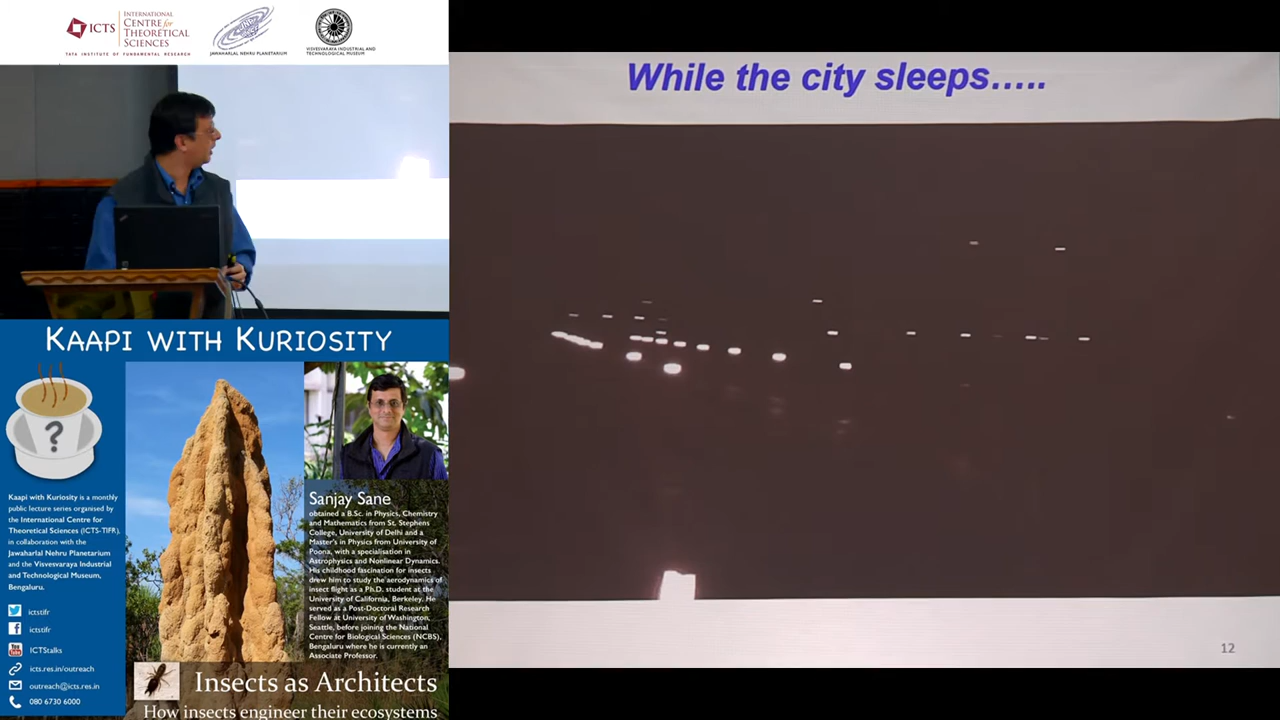 ICTS
INTERNATIONAL
CENTRE for
THEORETICAL
SCIENCES
TATA INSTITUTE OF FUNDAMENTAL RESEARCH
JAWAHARLAL NEHRU PLANETARIUM
VISVESVARAYA INDUSTRIAL AND
TECHNOLOGICAL MUSEUM
KAAPI WITH KURIOSITY
?
Kaapi with Kuriosity is a monthly
public lecture series organised by
the International Centre for
Theoretical Sciences (ICTS-TIFR),
in collaboration with the
Jawaharlal Nehru Planetarium
and the Visvesvaraya Industrial
and Technological Museum,
Bengaluru.
ictstifr
ictstifr
ICTStalks
icts.res.in/outreach
outreach@icts.res.in
080 6730 6000
Sanjay Sane
obtained a B.Sc. in Physics, Chemistry
and Mathematics from St. Stephens
College, University of Delhi and a
Master's in Physics from University of
Poona, with a specialisation in
Astrophysics and Nonlinear Dynamics.
His childhood fascination for insects
drew him to study the aerodynamics of
insect flight as a Ph.D. student at the
University of California, Berkeley. He
served as a Post-Doctoral Research
Fellow at University of Washington,
Seattle, before joining the National
Centre for Biological Sciences (NCBS),
Bengaluru where he is currently an
Associate Professor.
Insects as Architects
How insects engineer their ecosystems
While the city sleeps.....
12